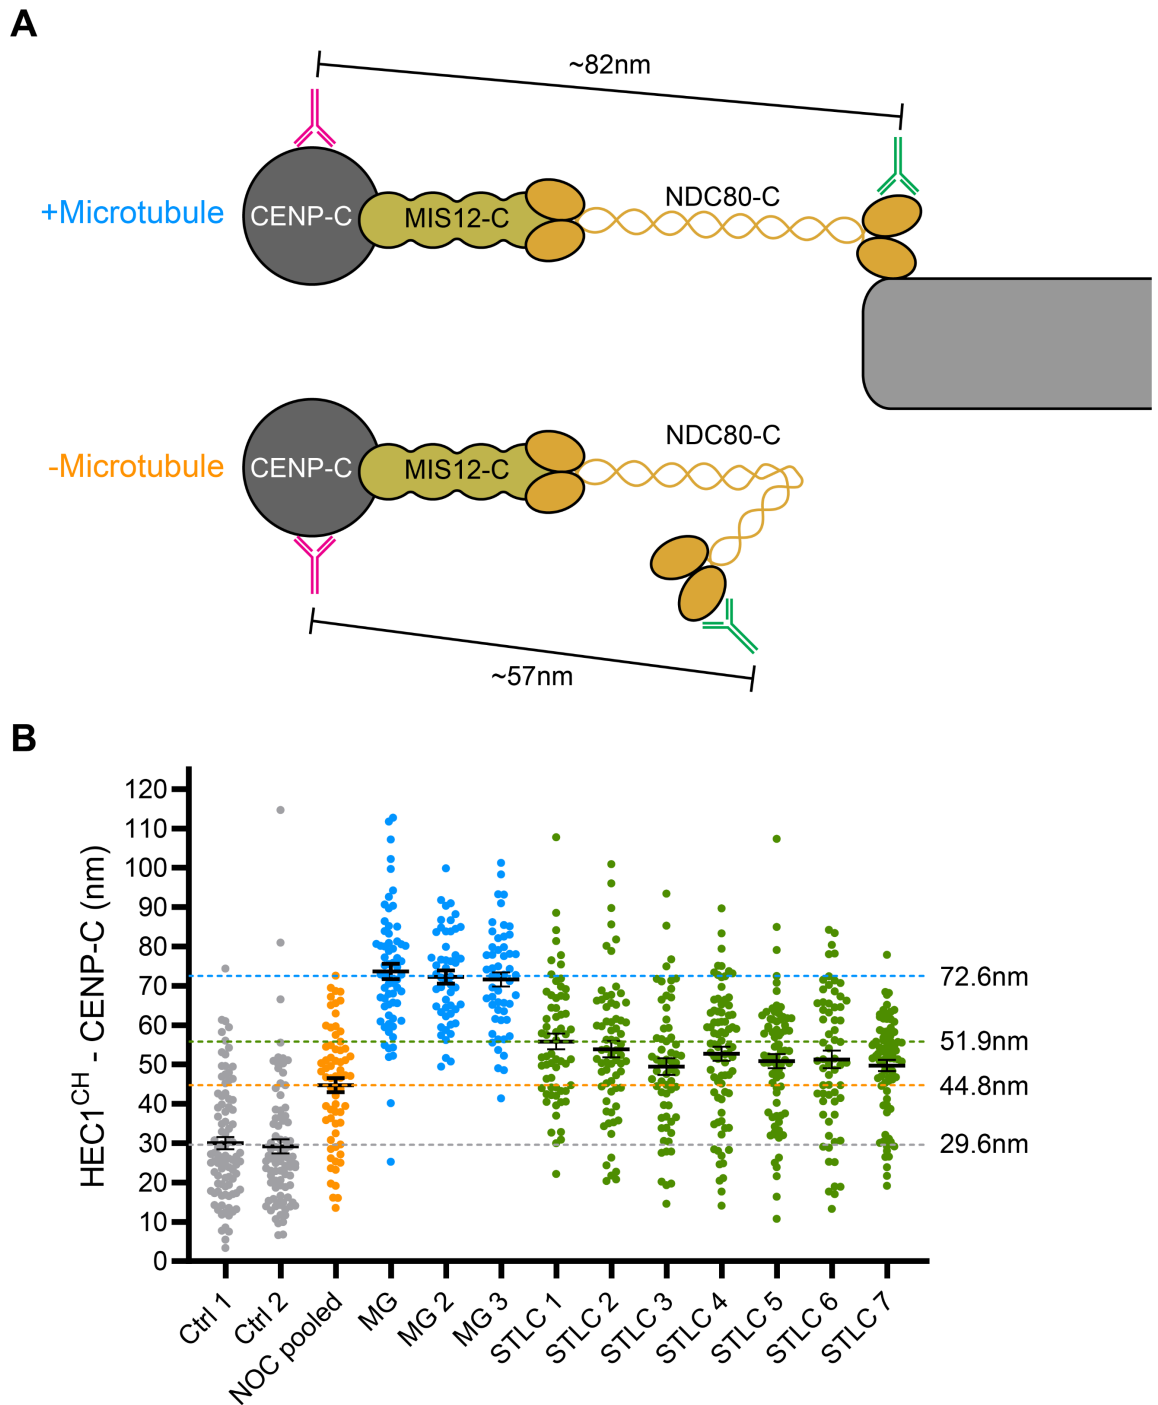 A
~82nm
+Microtubule
CENP-C
MIS12-C
NDC80-C
-Microtubule
CENP-C
MIS12-C
NDC80-C
~57nm
B
HEC1^CH - CENP-C (nm)
120
110
100
90
80
70
60
50
40
30
20
10
0
72.6nm
51.9nm
44.8nm
29.6nm
Ctrl 1
Ctrl 2
NOC pooled
MG
MG 2
MG 3
STLC 1
STLC 2
STLC 3
STLC 4
STLC 5
STLC 6
STLC 7